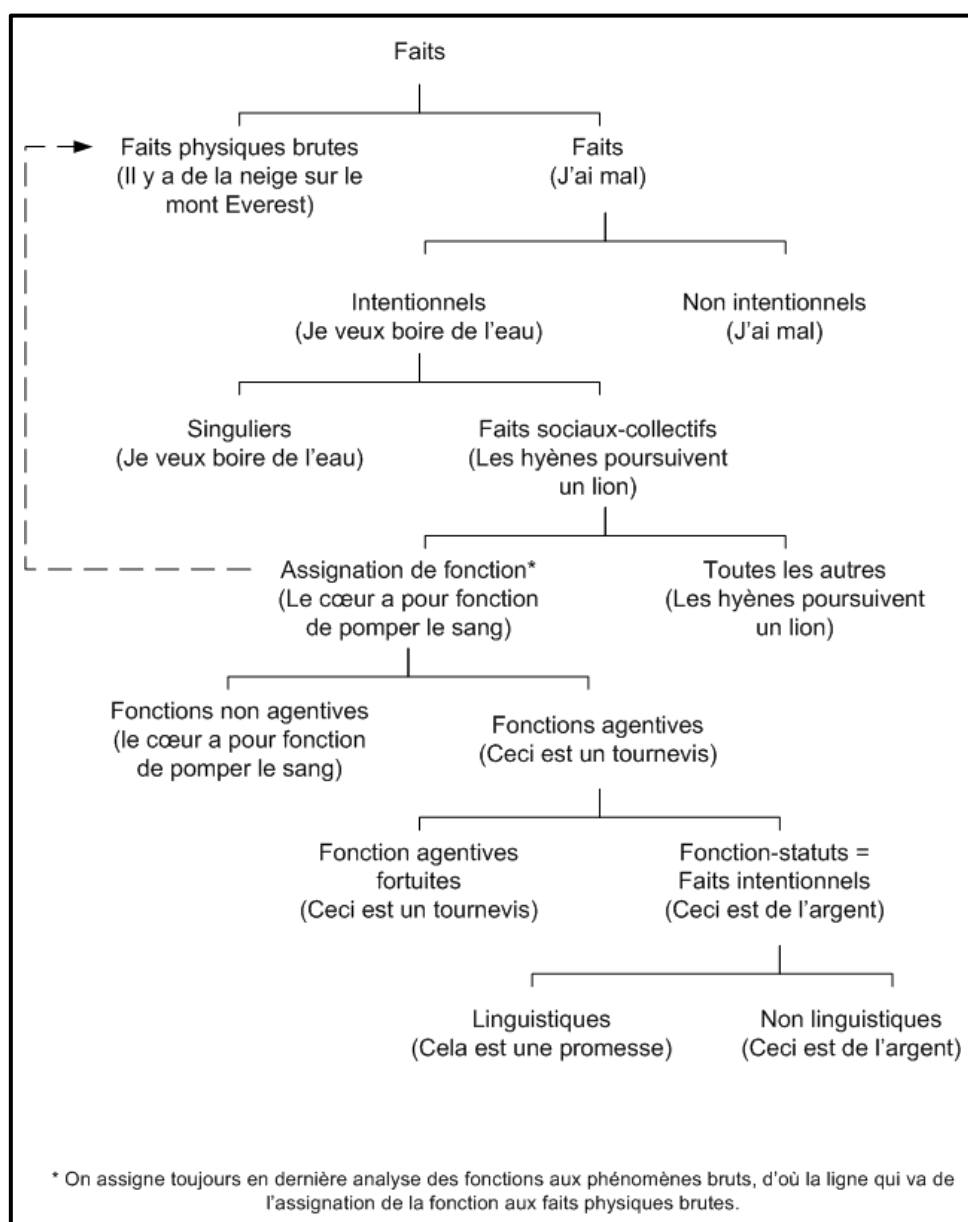 Faits
Faits physiques brutes
(Il y a de la neige sur le
mont Everest)
Faits
(J'ai mal)
Intentionnels
(Je veux boire de l'eau)
Non intentionnels
(J'ai mal)
Singuliers
(Je veux boire de l'eau)
Faits sociaux-collectifs
(Les hyènes poursuivent
un lion)
Assignation de fonction*
(Le cœur a pour fonction
de pomper le sang)
Toutes les autres
(Les hyènes poursuivent
un lion)
Fonctions non agentives
(le cœur a pour fonction
de pomper le sang)
Fonctions agentives
(Ceci est un tournevis)
Fonction agentives
fortuites
(Ceci est un tournevis)
Fonction-statuts =
Faits intentionnels
(Ceci est de l'argent)
Linguistiques
(Cela est une promesse)
Non linguistiques
(Ceci est de l'argent)
* On assigne toujours en dernière analyse des fonctions aux phénomènes bruts, d'où la ligne qui va de
l'assignation de la fonction aux faits physiques brutes.